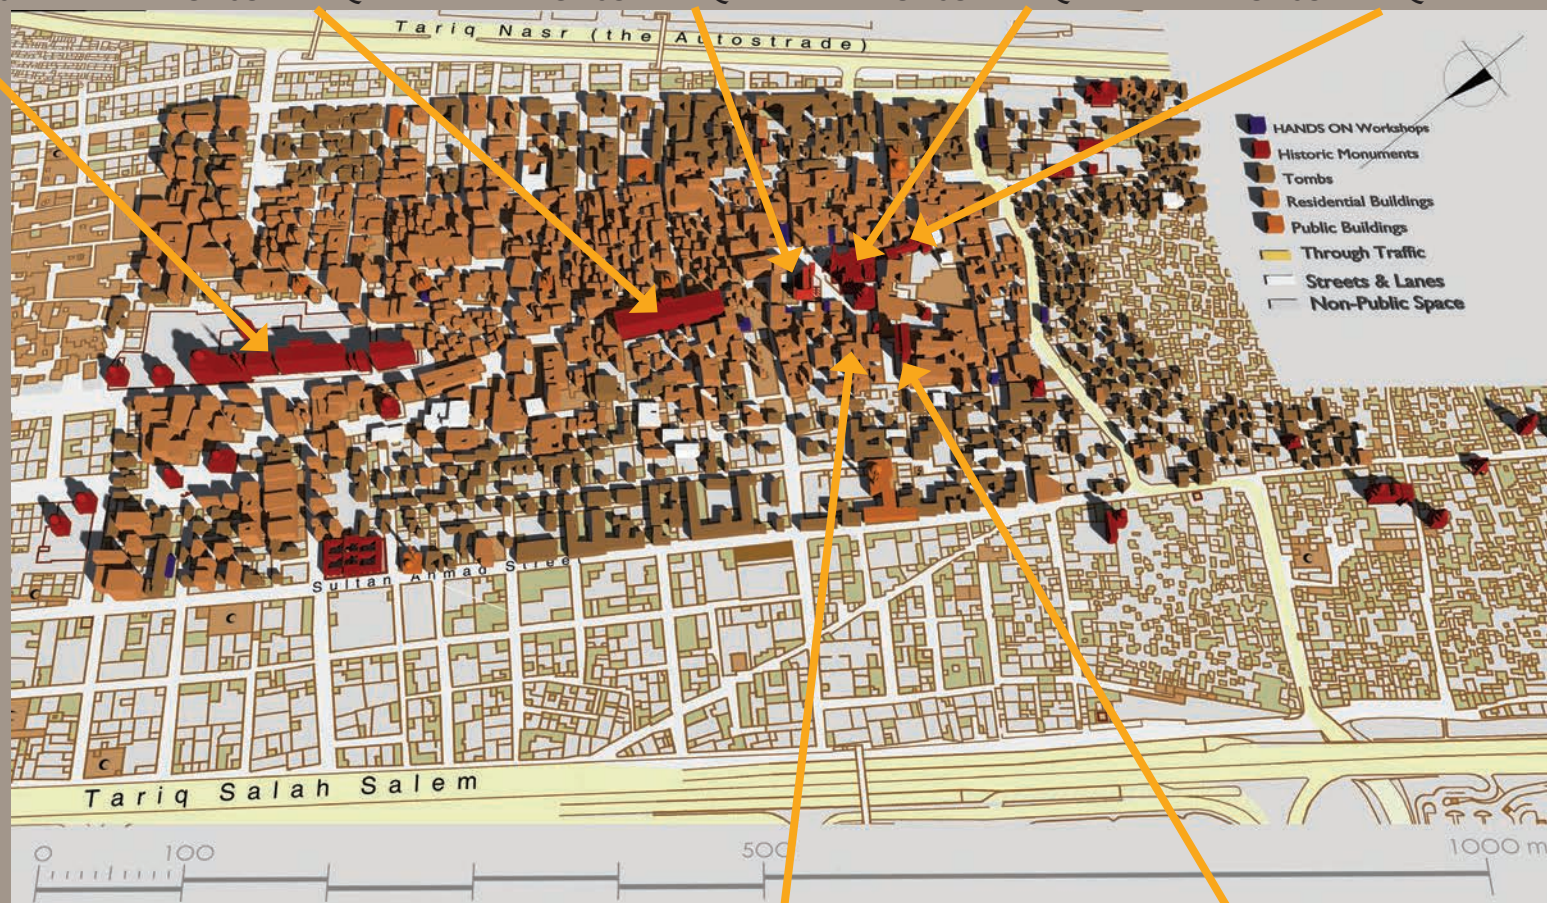 Tariq Nasr (the Autostrade)
HANDS ON Workshops
Historic Monuments
Tombs
Residential Buildings
Public Buildings
Through Traffic
Streets & Lanes
Non-Public Space
Sultan Ahmad Street
Tariq Salah Salem
0 100 500 1000 m